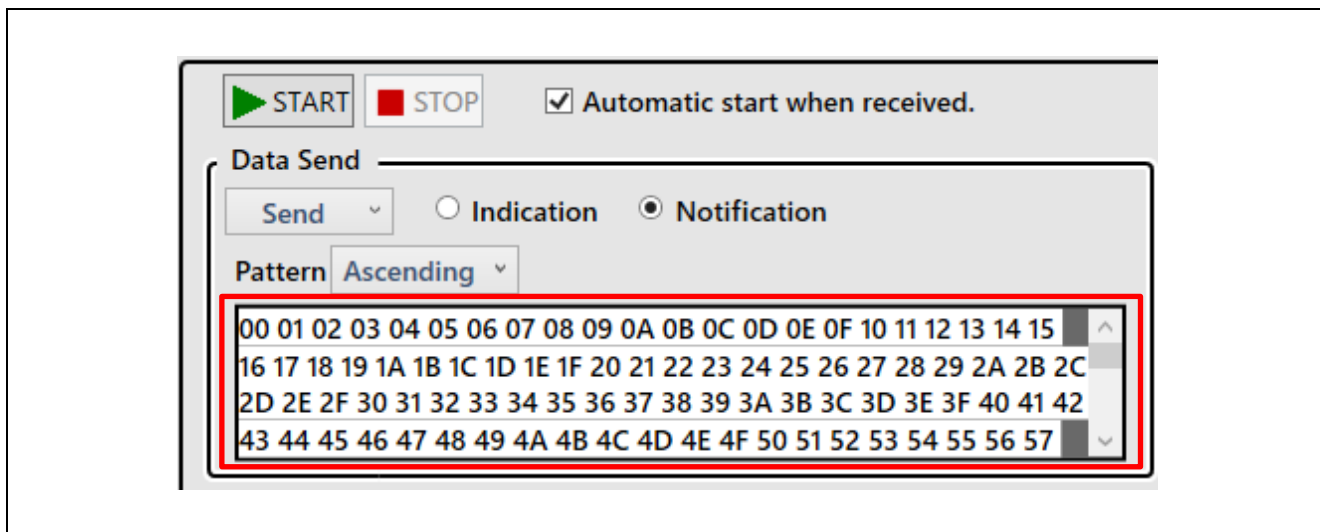 START STOP Automatic start when received.
Data Send
Send Indication Notification
Pattern Ascending
00 01 02 03 04 05 06 07 08 09 0A 0B 0C 0D 0E 0F 10 11 12 13 14 15
16 17 18 19 1A 1B 1C 1D 1E 1F 20 21 22 23 24 25 26 27 28 29 2A 2B 2C
2D 2E 2F 30 31 32 33 34 35 36 37 38 39 3A 3B 3C 3D 3E 3F 40 41 42
43 44 45 46 47 48 49 4A 4B 4C 4D 4E 4F 50 51 52 53 54 55 56 57